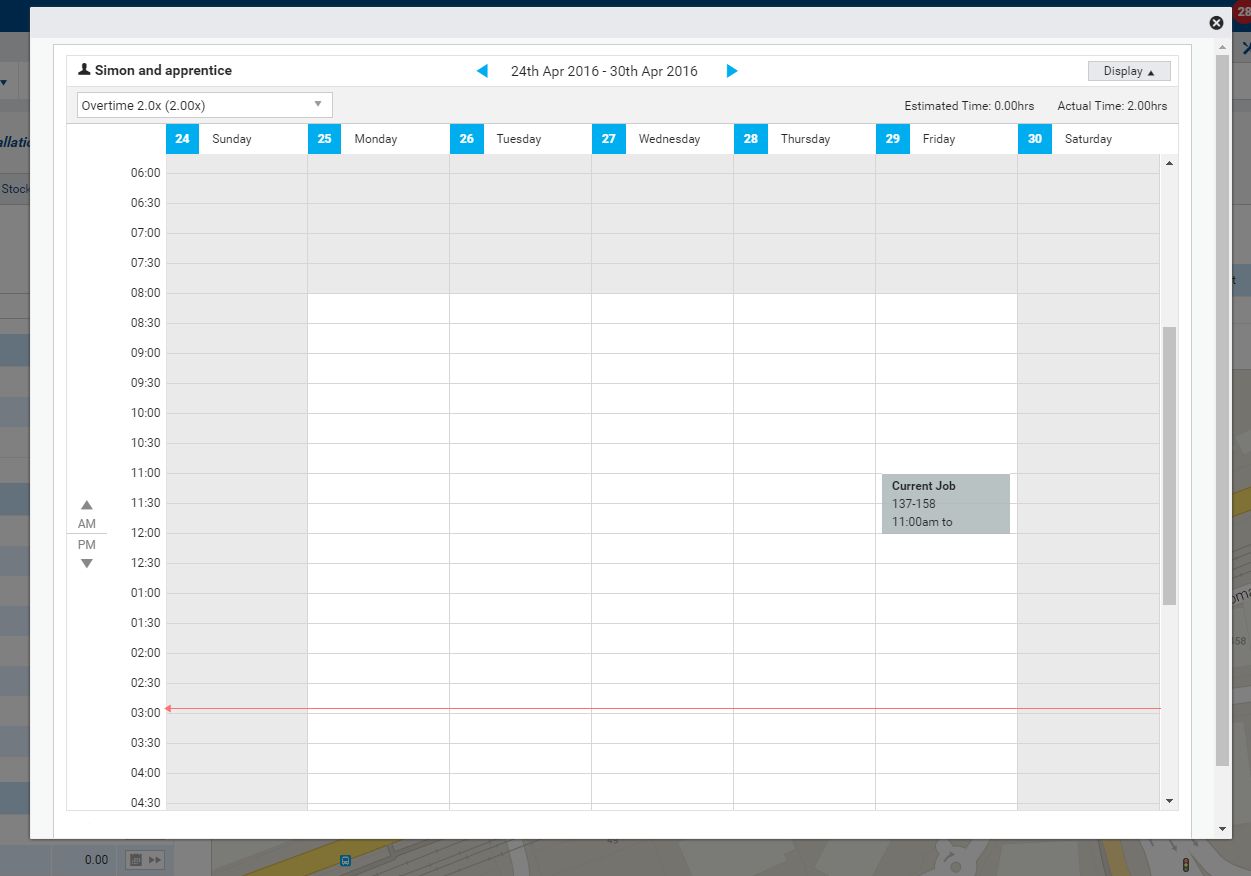 28
Simon and apprentice
24th Apr 2016 - 30th Apr 2016
Display
Overtime 2.0x (2.00x)
Estimated Time: 0.00hrs
Actual Time: 2.00hrs
24 Sunday
25 Monday
26 Tuesday
27 Wednesday
28 Thursday
29 Friday
30 Saturday
Stock
06:00
06:30
07:00
07:30
08:00
08:30
09:00
09:30
10:00
10:30
11:00
Current Job
137-158
11:00am to
11:30
AM
12:00
PM
12:30
01:00
01:30
02:00
02:30
03:00
03:30
04:00
04:30
0.00